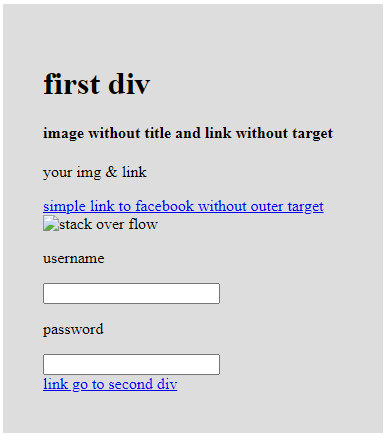 first div
image without title and link without target
your img & link
simple link to facebook without outer target
stack over flow
username
password
link go to second div